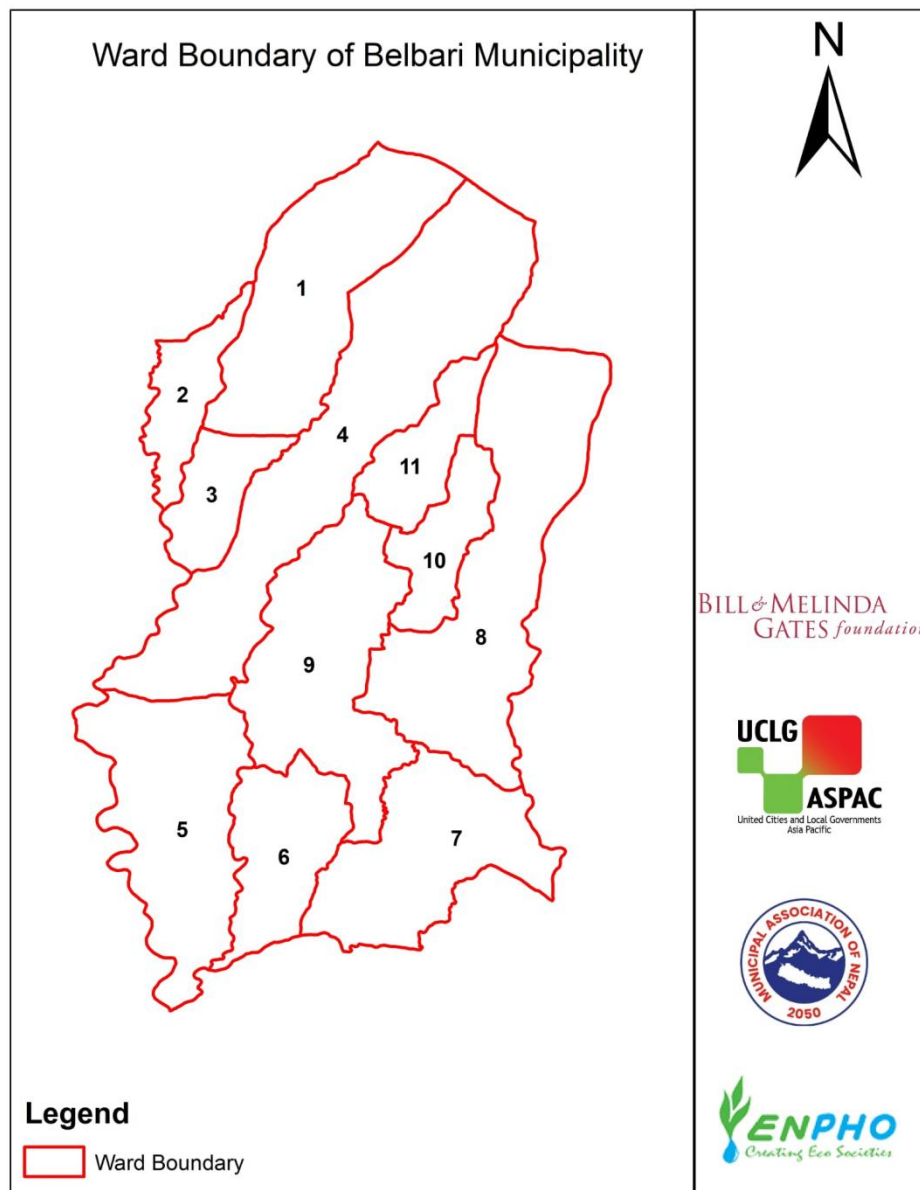 Ward Boundary of Belbari Municipality
N
1
2
4
11
3
10
8
9
5
7
6
BILL & MELINDA
GATES foundation
UCLG
ASPAC
United Cities and Local Governments
Asia Pacific
MUNICIPAL ASSOCIATION OF NEPAL
2050
ENPHO
Creating Eco Societies
Legend
Ward Boundary